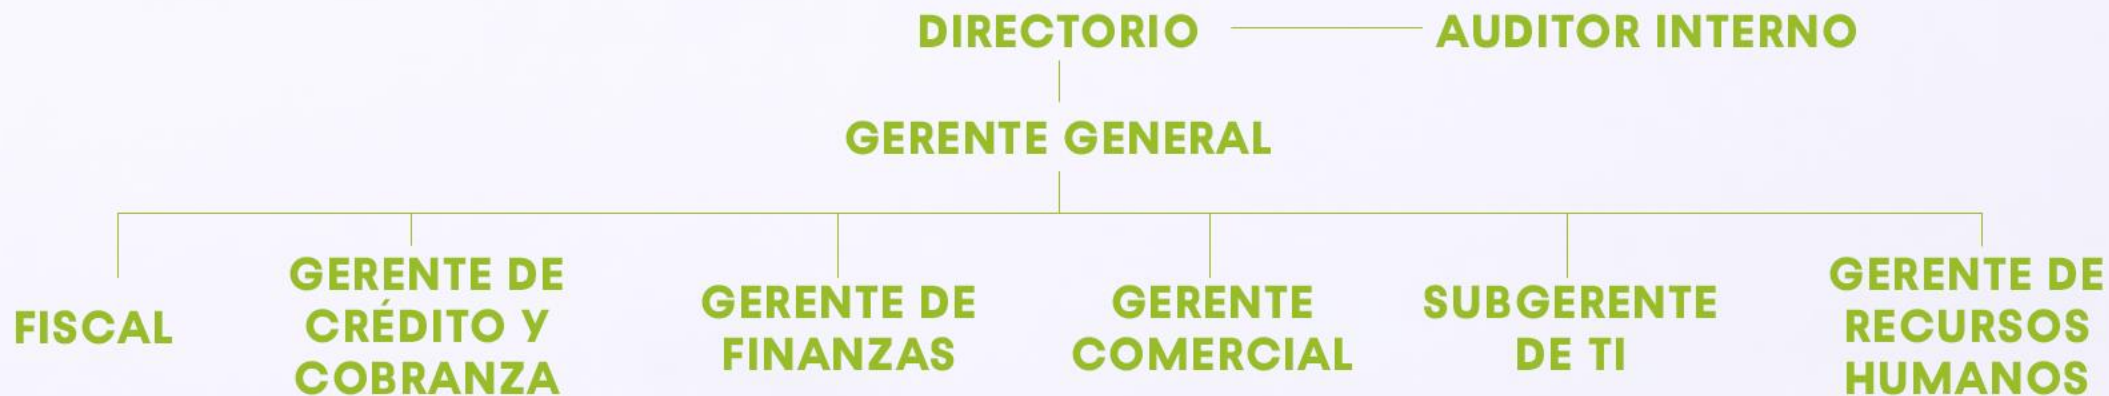 DIRECTORIO
AUDITOR INTERNO
GERENTE GENERAL
FISCAL
GERENTE DE
CRÉDITO Y
COBRANZA
GERENTE DE
FINANZAS
GERENTE
COMERCIAL
SUBGERENTE
DE TI
GERENTE DE
RECURSOS
HUMANOS